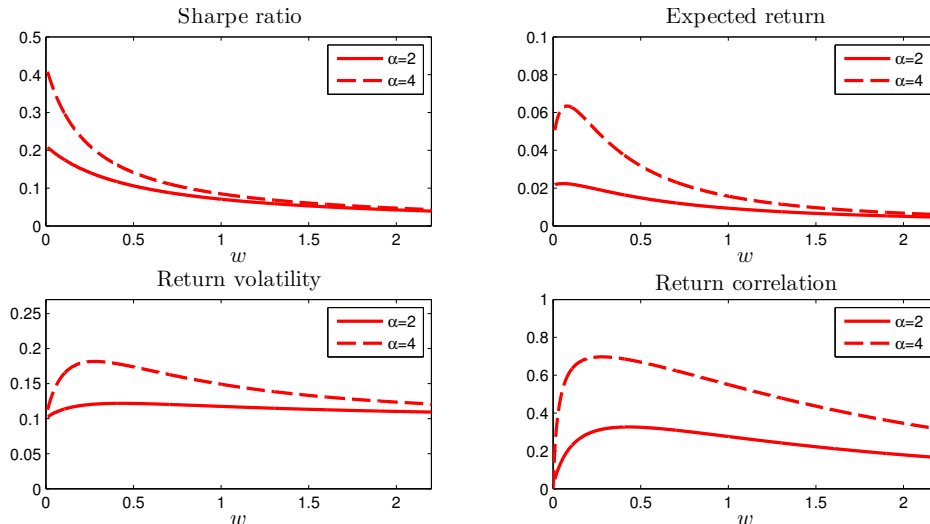 Sharpe ratio
0.5
0.4
0.3
0.2
0.1
0
0
0.5
1
1.5
2
w
α=2
α=4
Expected return
0.1
0.08
0.06
0.04
0.02
0
0
0.5
1
1.5
2
w
α=2
α=4
Return volatility
0.25
0.2
0.15
0.1
0.05
0
0
0.5
1
1.5
2
w
α=2
α=4
Return correlation
1
0.8
0.6
0.4
0.2
0
0
0.5
1
1.5
2
w
α=2
α=4